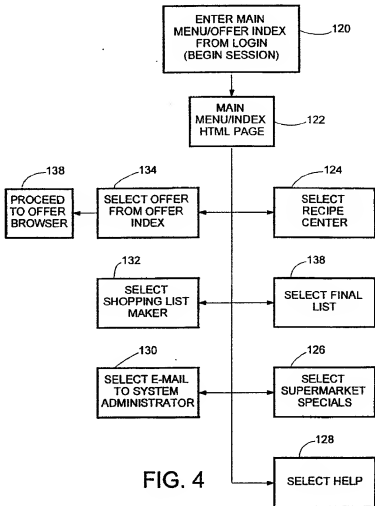 ENTER MAIN
MENU/OFFER INDEX
FROM LOGIN
(BEGIN SESSION)
120
MAIN
MENU/INDEX
HTML PAGE
122
138
134
124
PROCEED
TO OFFER
BROWSER
SELECT OFFER
FROM OFFER
INDEX
SELECT
RECIPE
CENTER
132
138
SELECT
SHOPPING LIST
MAKER
SELECT FINAL
LIST
130
126
SELECT E-MAIL
TO SYSTEM
ADMINISTRATOR
SELECT
SUPERMARKET
SPECIALS
128
SELECT HELP
FIG. 4